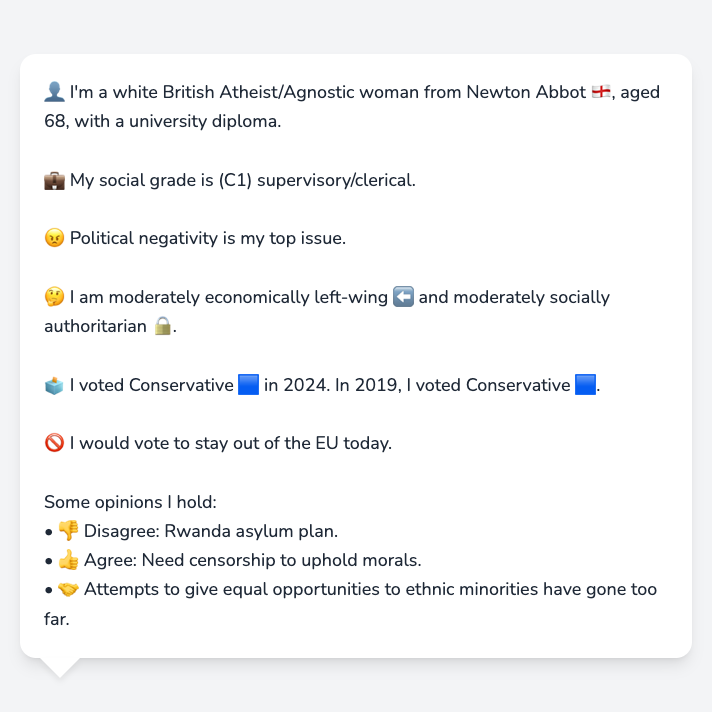 👤 I'm a white British Atheist/Agnostic woman from Newton Abbot 🏴󠁧󠁢󠁥󠁮󠁧󠁿, aged
68, with a university diploma.
💼 My social grade is (C1) supervisory/clerical.
😠 Political negativity is my top issue.
🤔 I am moderately economically left-wing ⬅️ and moderately socially
authoritarian 🔒.
🗳️ I voted Conservative 🟦 in 2024. In 2019, I voted Conservative 🟦.
🚫 I would vote to stay out of the EU today.
Some opinions I hold:
• 👎 Disagree: Rwanda asylum plan.
• 👍 Agree: Need censorship to uphold morals.
• 🤝 Attempts to give equal opportunities to ethnic minorities have gone too
far.